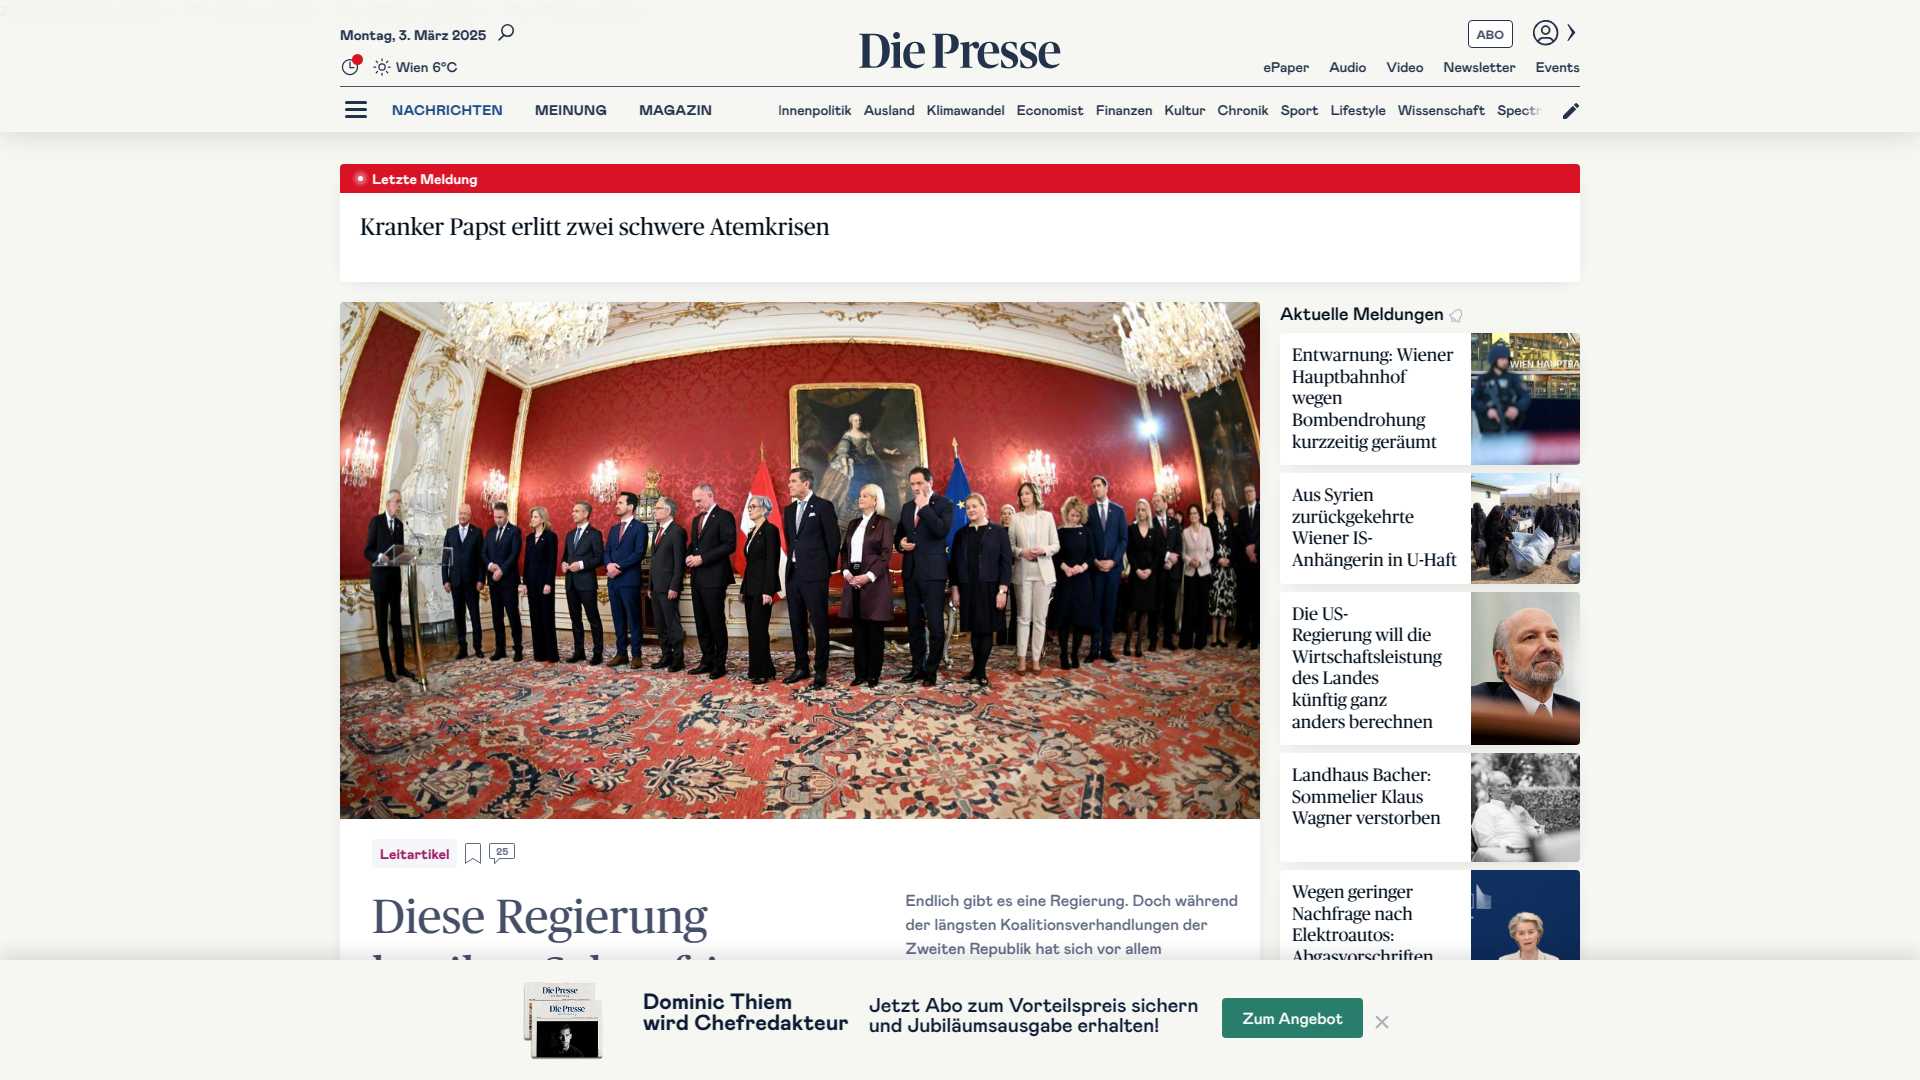 Montag, 3. März 2025
Die Presse
ABO
Wien 6°C
ePaper Audio Video Newsletter Events
NACHRICHTEN MEINUNG MAGAZIN
Innenpolitik Ausland Klimawandel Economist Finanzen Kultur Chronik Sport Lifestyle Wissenschaft
Letzte Meldung
Kranker Papst erlitt zwei schwere Atemkrisen
Aktuelle Meldungen
Entwarnung: Wiener
Hauptbahnhof
wegen
Bombendrohung
kurzzeitig geräumt
WIEN HAUPTBA
Aus Syrien
zurückgekehrte
Wiener IS-
Anhängerin in U-Haft
Die US-
Regierung will die
Wirtschaftsleistung
des Landes
künftig ganz
anders berechnen
Landhaus Bacher:
Sommelier Klaus
Wagner verstorben
Wegen geringer
Nachfrage nach
Elektroautos:
Abgasvorschriften
Leitartikel
25
Diese Regierung
Endlich gibt es eine Regierung. Doch während
der längsten Koalitionsverhandlungen der
Zweiten Republik hat sich vor allem
Die Presse
Die Presse
Dominic Thiem
wird Chefredakteur
Jetzt Abo zum Vorteilspreis sichern
und Jubiläumsausgabe erhalten!
Zum Angebot